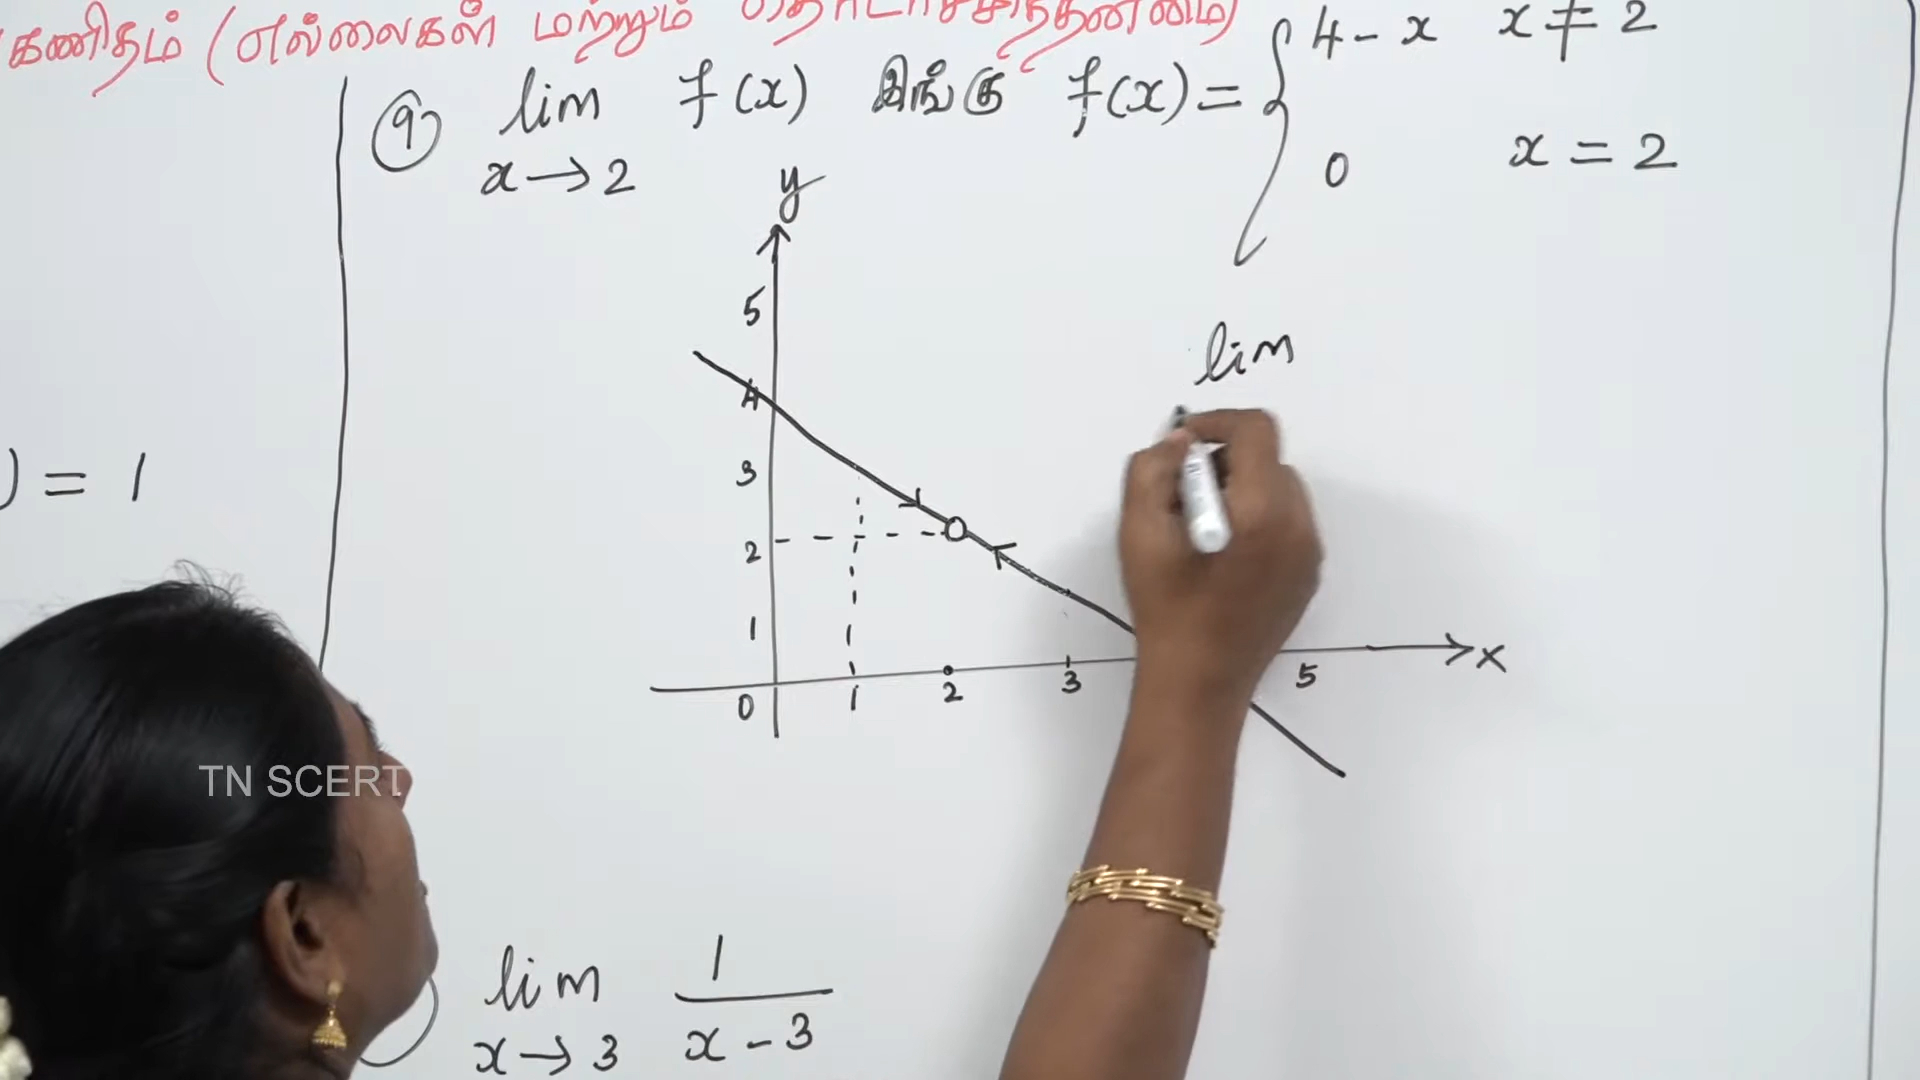 கணிதம் (எல்லைகள் மற்றும் தொடர்ச்சித்தன்மை)
9 lim x→2 f(x) இங்கு f(x) = { 4 - x x ≠ 2
0 x = 2
y
5
4
3
2
1
0 1 2 3 5 x
lim
) = 1
TN SCERT
lim x→3 1/(x - 3)